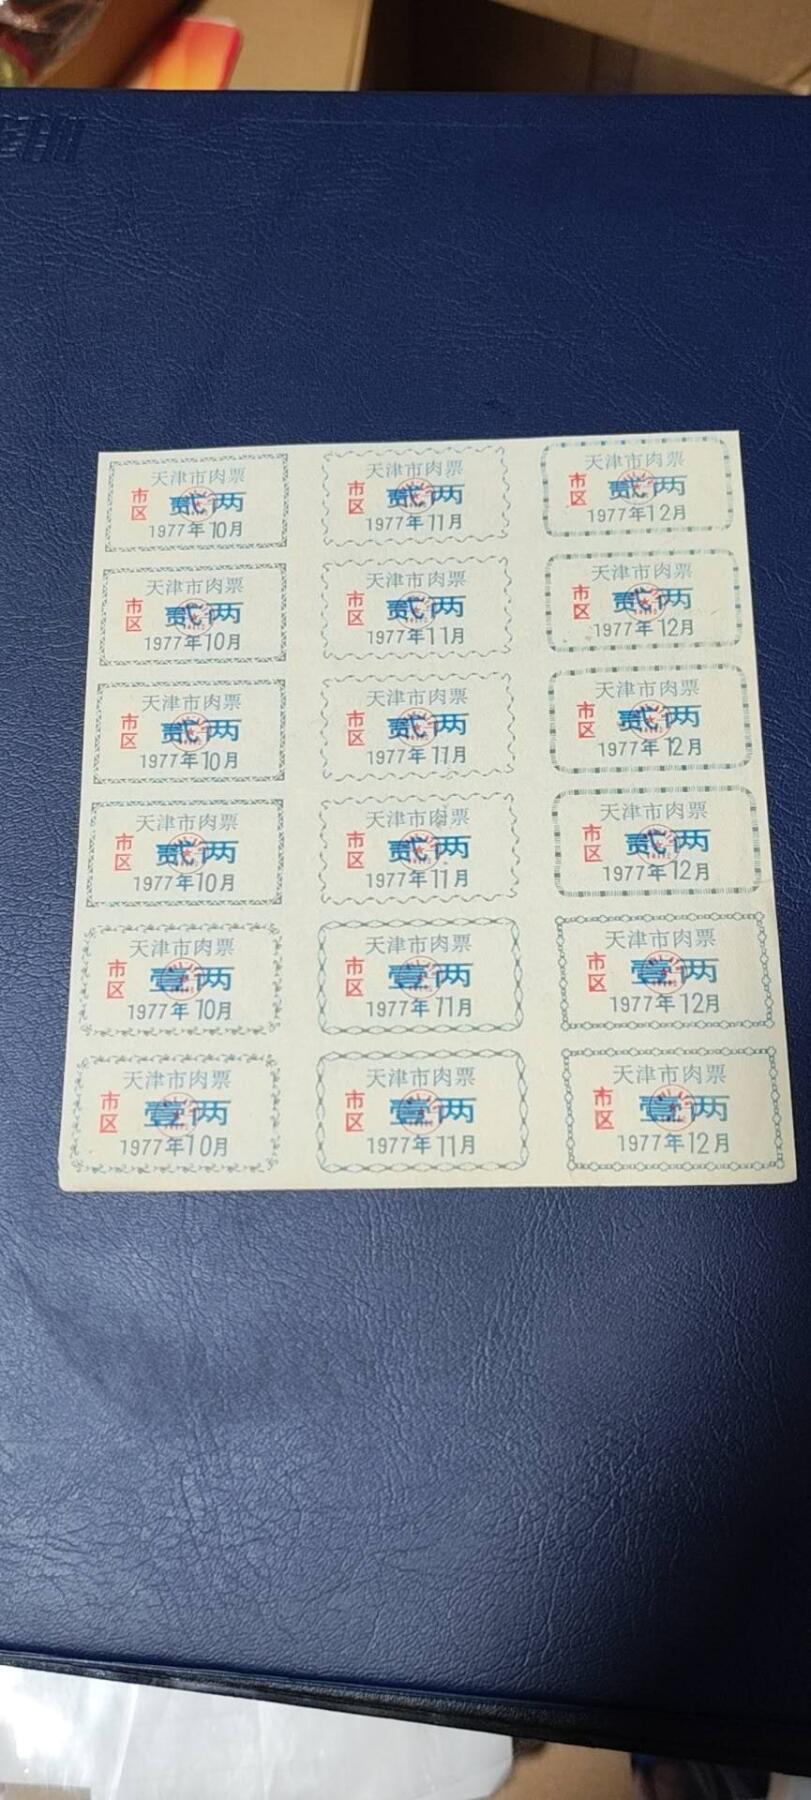 天津市肉票
市区
贰两
1977年10月
天津市肉票
市区
贰两
1977年11月
天津市肉票
市区
贰两
1977年12月
天津市肉票
市区
贰两
1977年10月
天津市肉票
市区
贰两
1977年11月
天津市肉票
市区
贰两
1977年12月
天津市肉票
市区
贰两
1977年10月
天津市肉票
市区
贰两
1977年11月
天津市肉票
市区
贰两
1977年12月
天津市肉票
市区
贰两
1977年10月
天津市肉票
市区
贰两
1977年11月
天津市肉票
市区
贰两
1977年12月
天津市肉票
市区
壹两
1977年10月
天津市肉票
市区
壹两
1977年11月
天津市肉票
市区
壹两
1977年12月
天津市肉票
市区
壹两
1977年10月
天津市肉票
市区
壹两
1977年11月
天津市肉票
市区
壹两
1977年12月